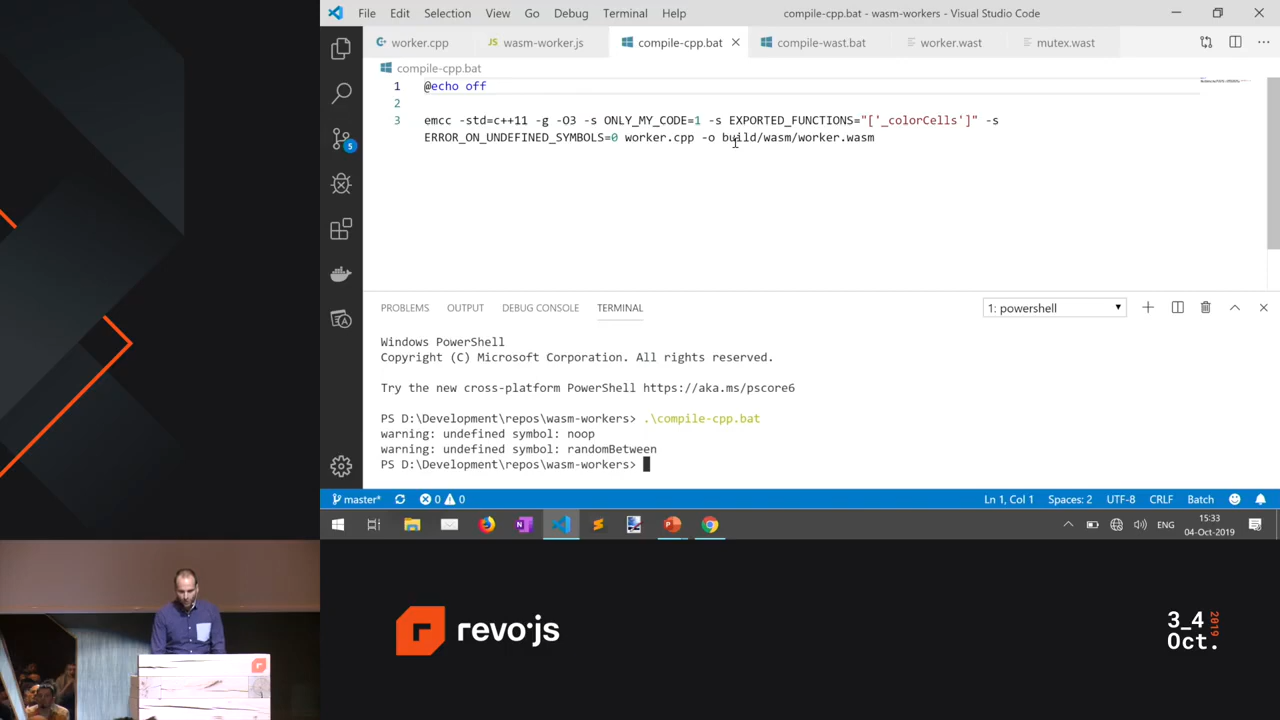 File Edit Selection View Go Debug Terminal Help compile-cpp.bat - wasm-workers - Visual Studio Code
worker.cpp wasm-worker.js compile-cpp.bat compile-wast.bat worker.wast mutex.wast
compile-cpp.bat
1 @echo off
2
3 emcc -std=c++11 -g -O3 -s ONLY_MY_CODE=1 -s EXPORTED_FUNCTIONS="['_colorCells']" -s
ERROR_ON_UNDEFINED_SYMBOLS=0 worker.cpp -o build/wasm/worker.wasm
5
PROBLEMS OUTPUT DEBUG CONSOLE TERMINAL 1: powershell
Windows PowerShell
Copyright (C) Microsoft Corporation. All rights reserved.
Try the new cross-platform PowerShell https://aka.ms/pscore6
PS D:\Development\repos\wasm-workers> .\compile-cpp.bat
warning: undefined symbol: noop
warning: undefined symbol: randomBetween
PS D:\Development\repos\wasm-workers>
master* 0 0 Ln 1, Col 1 Spaces: 2 UTF-8 CRLF Batch
ENG 15:33
04-Oct-2019
r revo·js
3_4 2019
Oct.